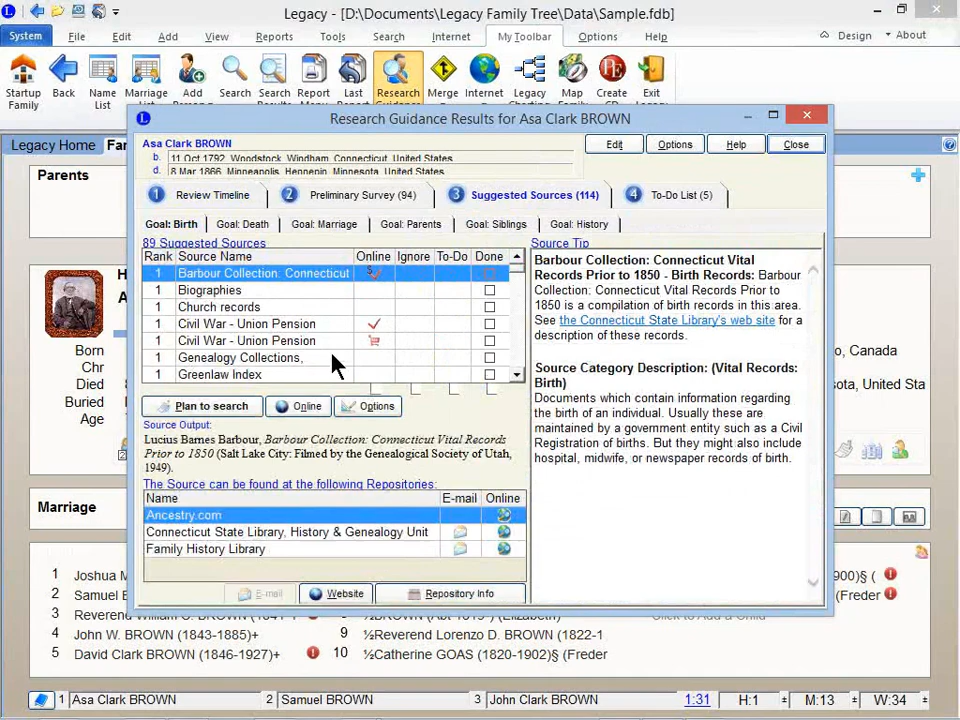 Legacy - [D:\Documents\Legacy Family Tree\Data\Sample.fdb]
System File Edit Add View Reports Tools Search Internet My Toolbar Options Help Design About
Startup Family Back Name List Marriage List Add Search Search Report Last Research Merge Internet Legacy Map Create Exit
Research Guidance Results for Asa Clark BROWN
Legacy Home Fam
Asa Clark BROWN
b. 11 Oct 1792, Woodstock, Windham, Connecticut, United States
d. 8 Mar 1866, Minneapolis, Hennepin, Minnesota, United States
Edit Options Help Close
Parents
1 Review Timeline 2 Preliminary Survey (94) 3 Suggested Sources (114) 4 To-Do List (5)
Goal: Birth Goal: Death Goal: Marriage Goal: Parents Goal: Siblings Goal: History
89 Suggested Sources
Rank Source Name Online Ignore To-Do Done
1 Barbour Collection: Connecticut
1 Biographies
1 Church records
1 Civil War - Union Pension
1 Civil War - Union Pension
1 Genealogy Collections,
1 Greenlaw Index
Plan to search Online Options
Source Output:
Lucius Barnes Barbour, Barbour Collection: Connecticut Vital Records
Prior to 1850 (Salt Lake City: Filmed by the Genealogical Society of Utah,
1949).
The Source can be found at the following Repositories:
Name E-mail Online
Ancestry.com
Connecticut State Library, History & Genealogy Unit
Family History Library
E-mail Website Repository Info
Source Tip
Barbour Collection: Connecticut Vital
Records Prior to 1850 - Birth Records: Barbour
Collection: Connecticut Vital Records Prior to
1850 is a compilation of birth records in this area.
See the Connecticut State Library's web site for a
description of these records.
Source Category Description: (Vital Records:
Birth)
Documents which contain information regarding
the birth of an individual. Usually these are
maintained by a government entity such as a Civil
Registration of births. But they might also include
hospital, midwife, or newspaper records of birth.
Born
Chr
Died
Buried
Age
, Canada
sota, United Sta
Marriage
1 Joshua M
2 Samuel B
3 Reverend
4 John W. BROWN (1843-1885)+
5 David Clark BROWN (1846-1927)+
900)§ (
(Freder
9 ½Reverend Lorenzo D. BROWN (1822-1
10 ½Catherine GOAS (1820-1902)§ (Freder
Click to Add a Child
1 Asa Clark BROWN 2 Samuel BROWN 3 John Clark BROWN 1:31 H:1 M:13 W:34